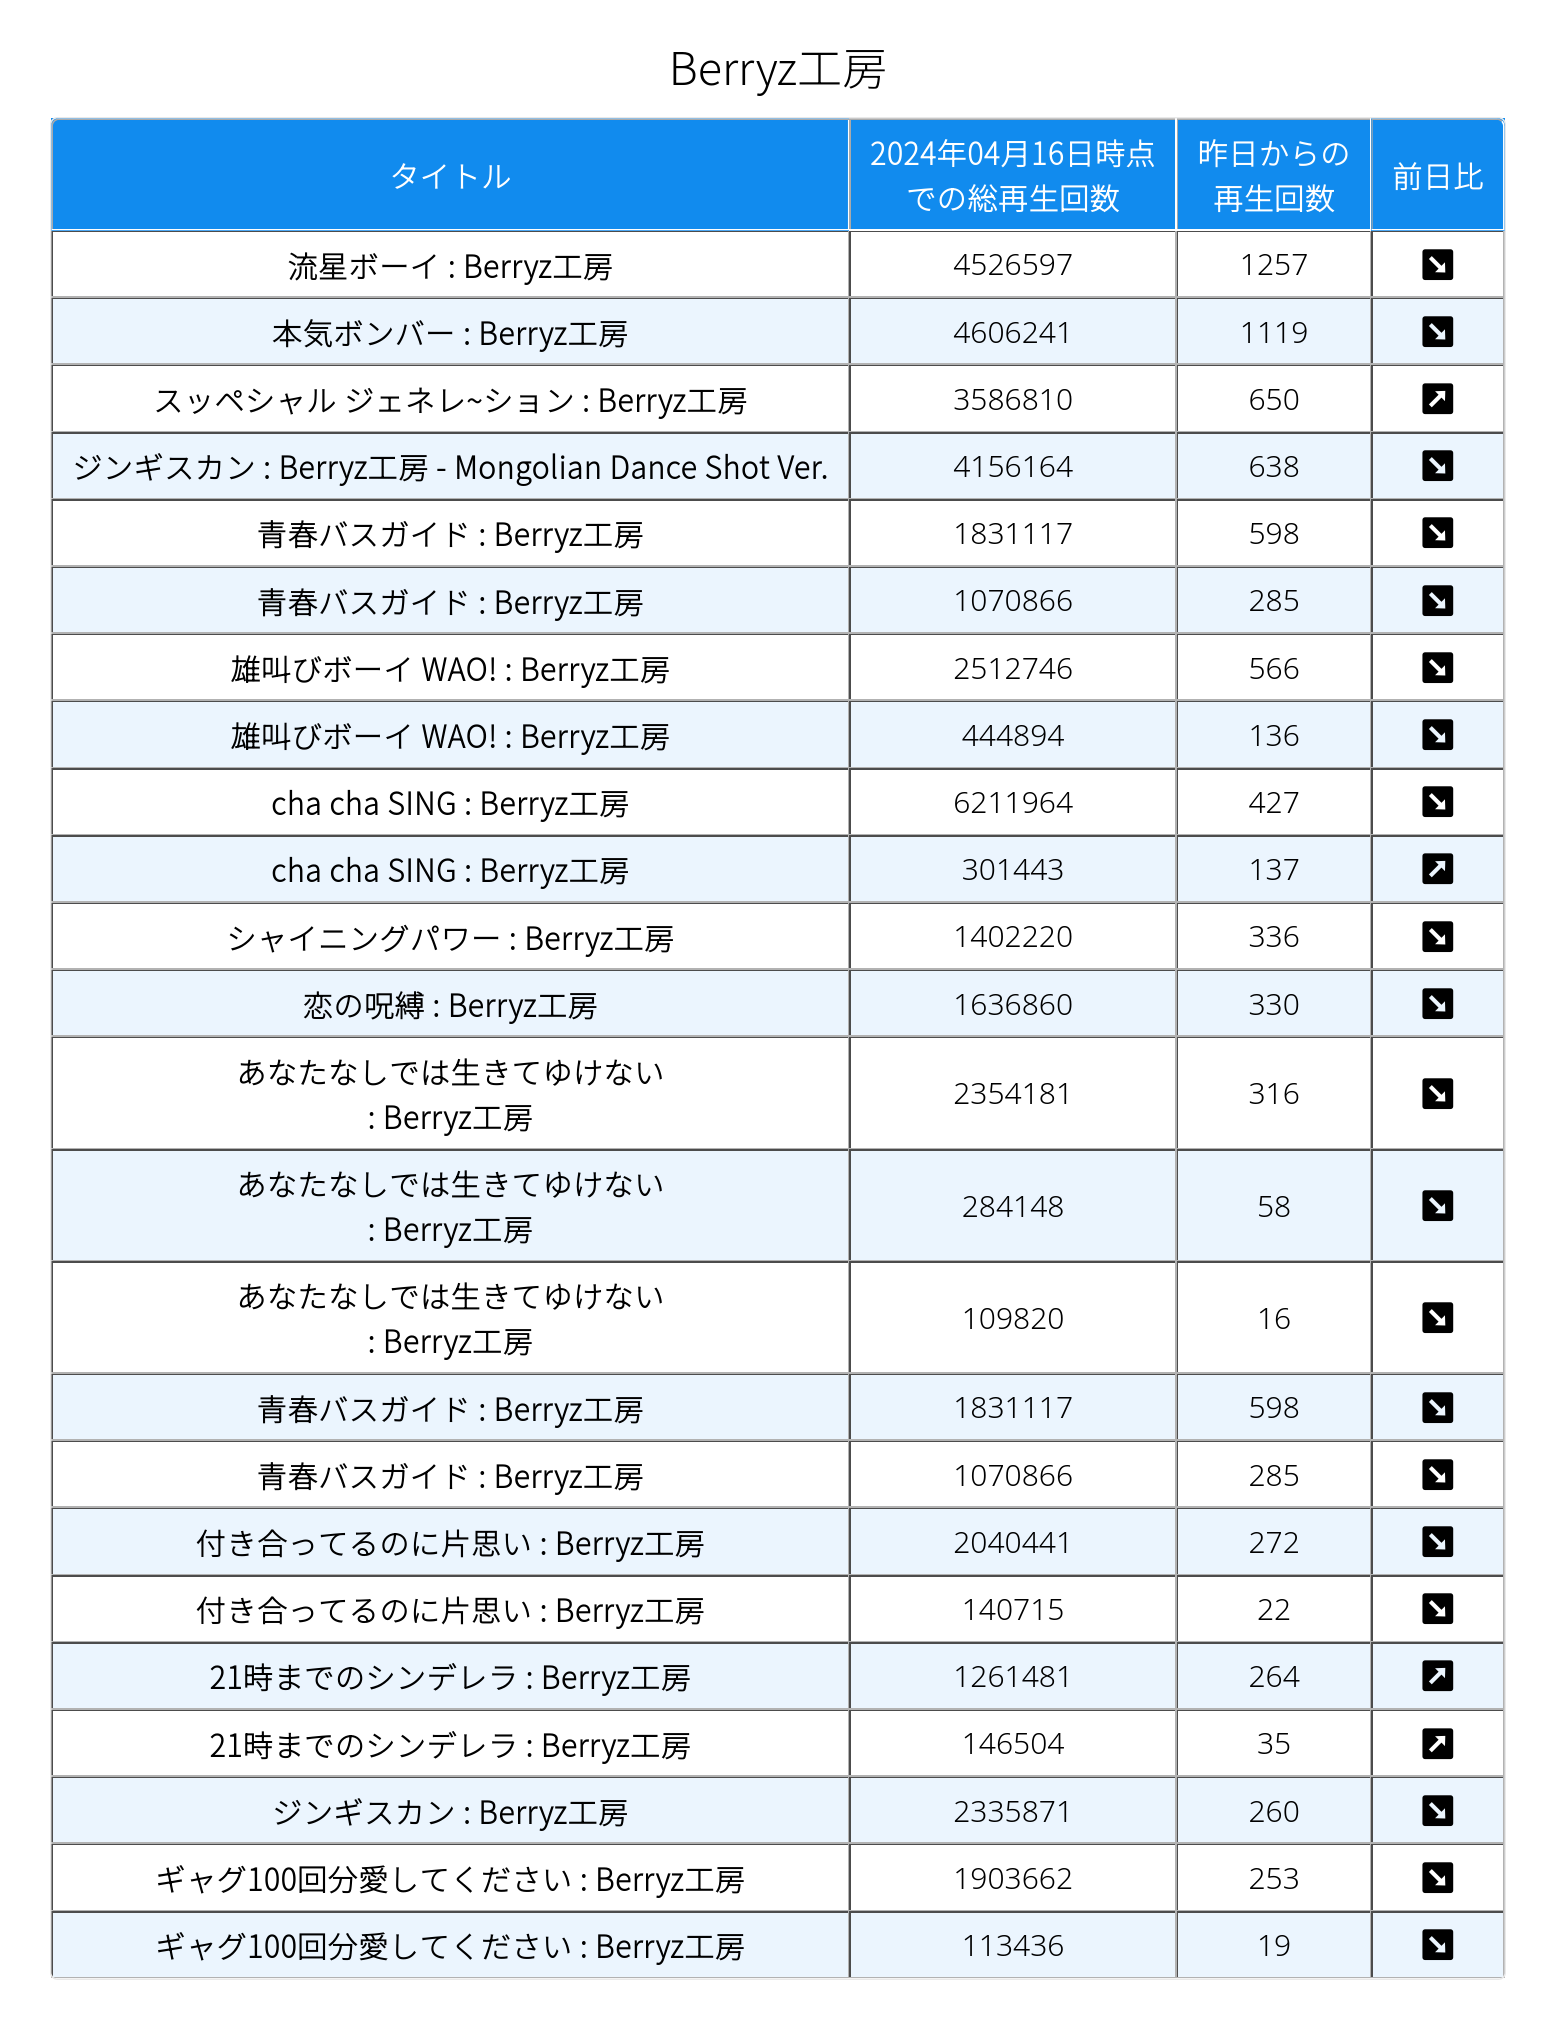 Berryz工房
タイトル
2024年04月16日時点
での総再生回数
昨日からの
再生回数
前日比
流星ボーイ : Berryz工房 4526597 1257
本気ボンバー : Berryz工房 4606241 1119
スッペシャル ジェネレ~ション : Berryz工房 3586810 650
ジンギスカン : Berryz工房 - Mongolian Dance Shot Ver. 4156164 638
青春バスガイド : Berryz工房 1831117 598
青春バスガイド : Berryz工房 1070866 285
雄叫びボーイ WAO! : Berryz工房 2512746 566
雄叫びボーイ WAO! : Berryz工房 444894 136
cha cha SING : Berryz工房 6211964 427
cha cha SING : Berryz工房 301443 137
シャイニングパワー : Berryz工房 1402220 336
恋の呪縛 : Berryz工房 1636860 330
あなたなしでは生きてゆけない
: Berryz工房 2354181 316
あなたなしでは生きてゆけない
: Berryz工房 284148 58
あなたなしでは生きてゆけない
: Berryz工房 109820 16
青春バスガイド : Berryz工房 1831117 598
青春バスガイド : Berryz工房 1070866 285
付き合ってるのに片思い : Berryz工房 2040441 272
付き合ってるのに片思い : Berryz工房 140715 22
21時までのシンデレラ : Berryz工房 1261481 264
21時までのシンデレラ : Berryz工房 146504 35
ジンギスカン : Berryz工房 2335871 260
ギャグ100回分愛してください : Berryz工房 1903662 253
ギャグ100回分愛してください : Berryz工房 113436 19